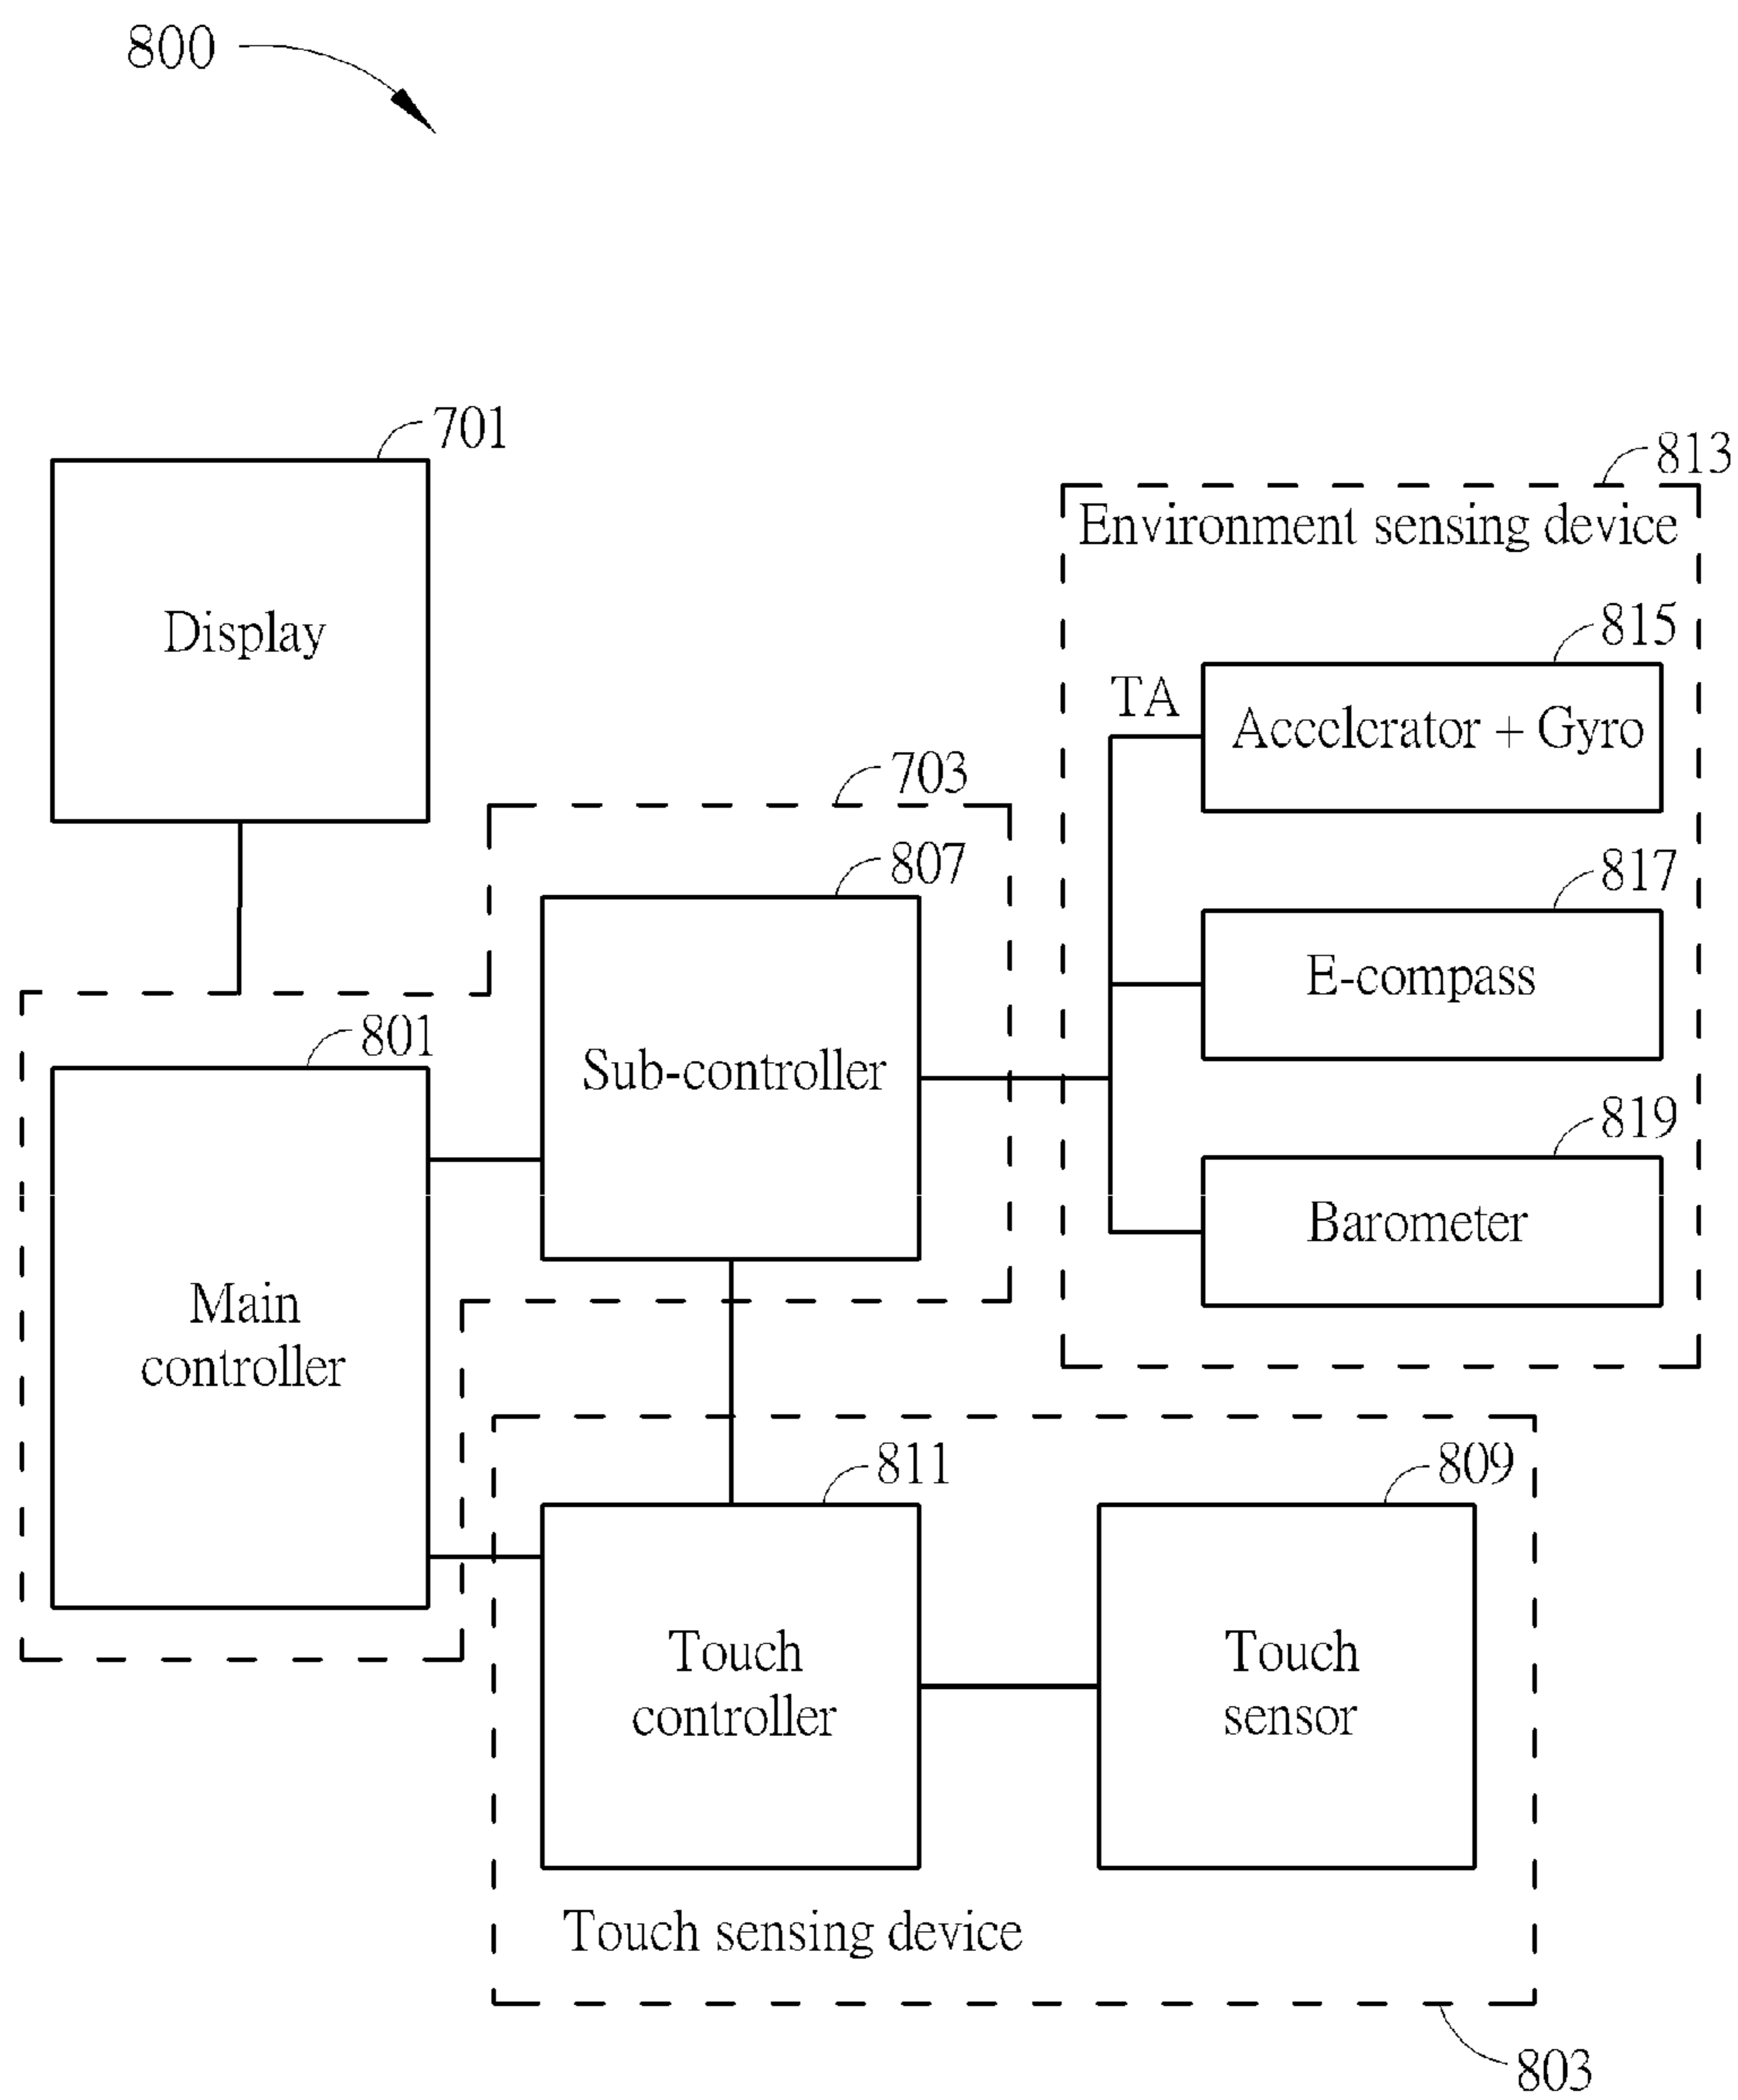 800
701
Display
813
Environment sensing device
815
TA
Accelerator + Gyro
703
807
817
E-compass
801
Sub-controller
819
Barometer
Main
controller
811
809
Touch
controller
Touch
sensor
Touch sensing device
803